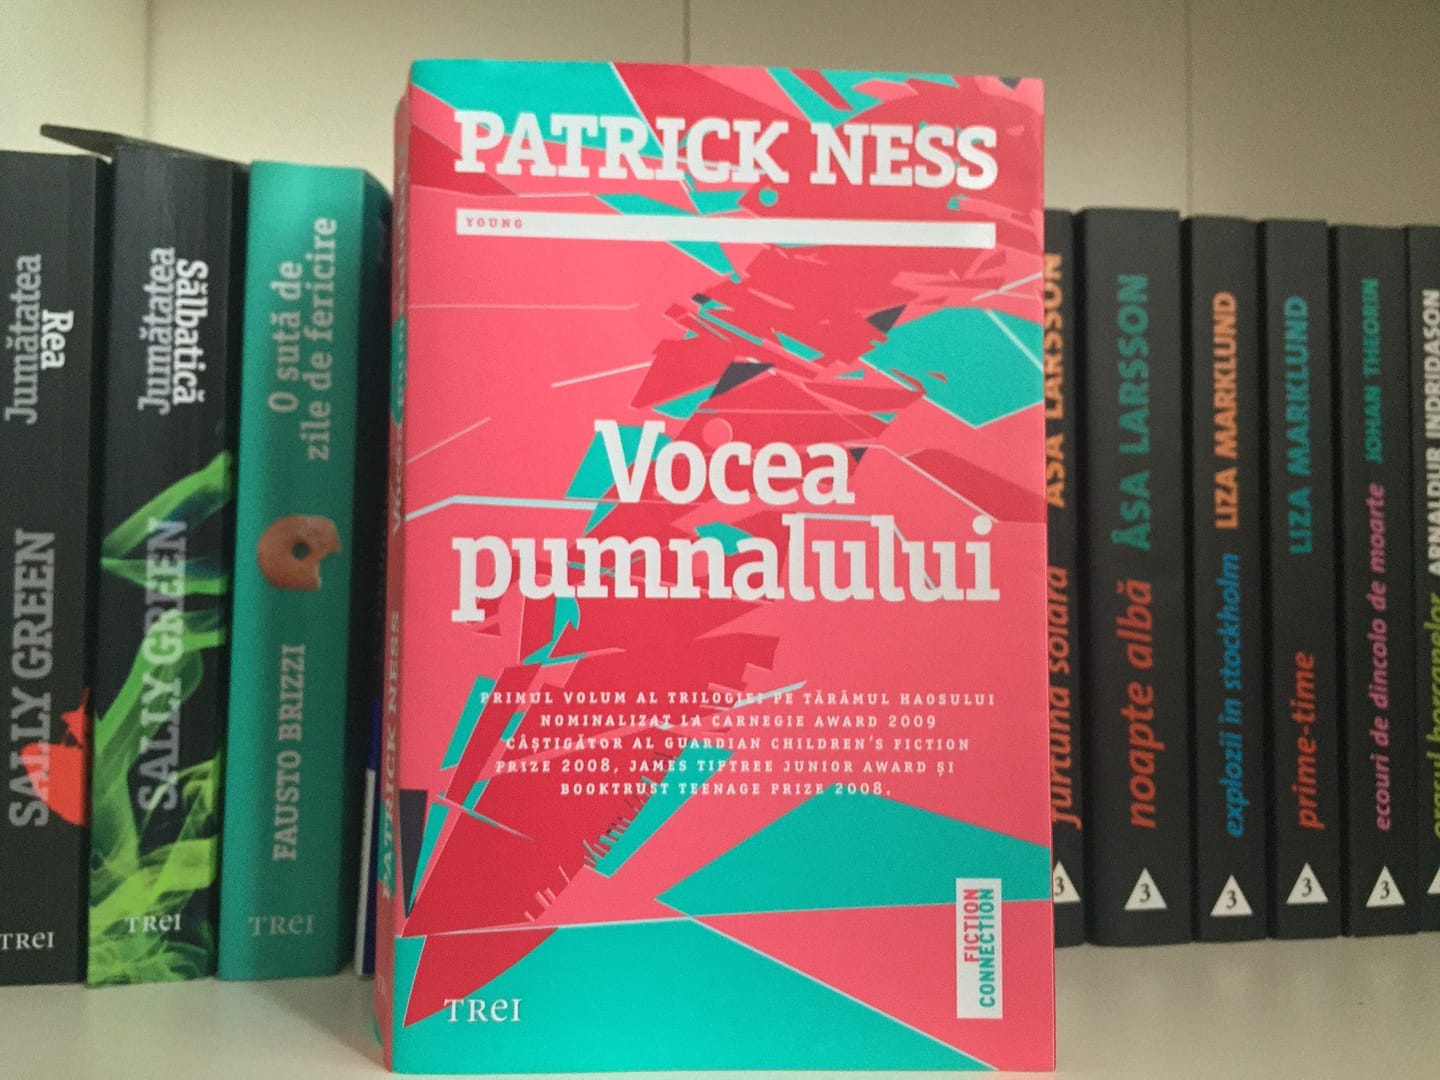 PATRICK NESS
YOUNG
Vocea
pumnalului
PRIMUL VOLUM AL TRILOGIEI PE TĂRÂMUL HAOSULUI
NOMINALIZAT LA CARNEGIE AWARD 2009
CÂȘTIGĂTOR AL GUARDIAN CHILDREN'S FICTION
PRIZE 2008, JAMES TIPTREE JUNIOR AWARD ȘI
BOOKTRUST TEENAGE PRIZE 2008.
FICTION
CONNECTION
TREI
PATRICK NESS
Jumătatea
Rea
SALLY GREEN
TREI
Jumătatea
Sălbatică
SALLY GREEN
TREI
O sută de
zile de fericire
FAUSTO BRIZZI
TREI
ÅSA LARSSON
furtuna solară
3
ÅSA LARSSON
noapte albă
3
LIZA MARKLUND
explozii în stockholm
3
LIZA MARKLUND
prime-time
3
JOHAN THEORIN
ecouri de dincolo de moarte
3
ARNALDUR INDRIDASON